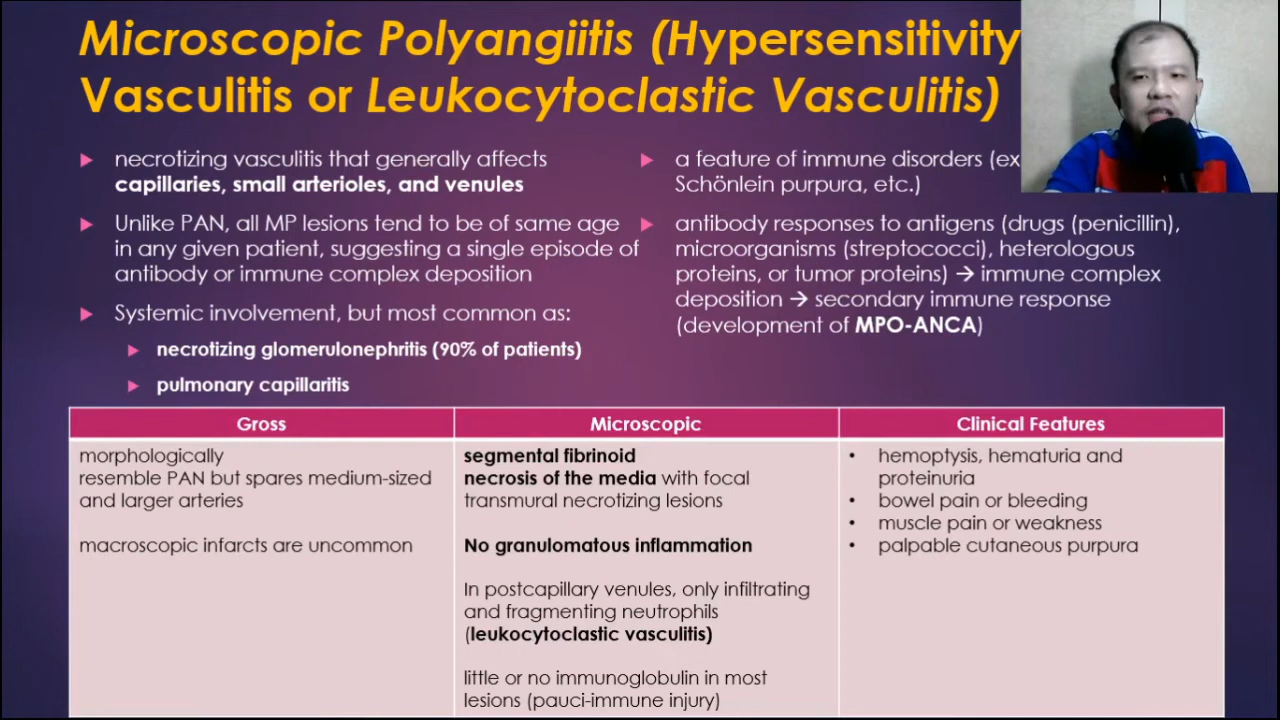 Microscopic Polyangiitis (Hypersensitivity
Vasculitis or Leukocytoclastic Vasculitis)
necrotizing vasculitis that generally affects
capillaries, small arterioles, and venules
Unlike PAN, all MP lesions tend to be of same age
in any given patient, suggesting a single episode of
antibody or immune complex deposition
Systemic involvement, but most common as:
necrotizing glomerulonephritis (90% of patients)
pulmonary capillaritis
a feature of immune disorders (ex
Schönlein purpura, etc.)
antibody responses to antigens (drugs (penicillin),
microorganisms (streptococci), heterologous
proteins, or tumor proteins) → immune complex
deposition → secondary immune response
(development of MPO-ANCA)
Gross
morphologically
resemble PAN but spares medium-sized
and larger arteries
macroscopic infarcts are uncommon
Microscopic
segmental fibrinoid
necrosis of the media with focal
transmural necrotizing lesions
No granulomatous inflammation
In postcapillary venules, only infiltrating
and fragmenting neutrophils
(leukocytoclastic vasculitis)
little or no immunoglobulin in most
lesions (pauci-immune injury)
Clinical Features
• hemoptysis, hematuria and
proteinuria
• bowel pain or bleeding
• muscle pain or weakness
• palpable cutaneous purpura